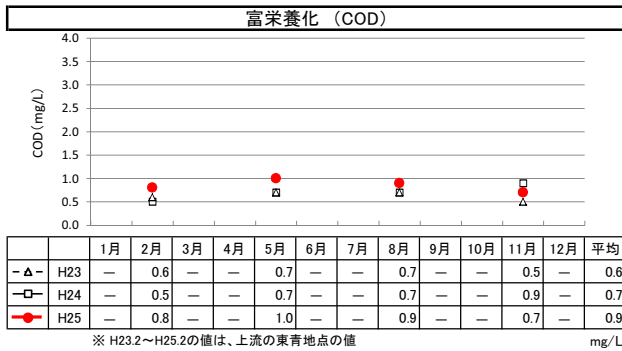 富栄養化 （COD）
4.0
3.5
3.0
2.5
2.0
1.5
1.0
0.5
0.0
COD（mg/L）
1月 2月 3月 4月 5月 6月 7月 8月 9月 10月 11月 12月 平均
H23 ― 0.6 ― ― 0.7 ― ― 0.7 ― ― 0.5 ― 0.6
H24 ― 0.5 ― ― 0.7 ― ― 0.7 ― ― 0.9 ― 0.7
H25 ― 0.8 ― ― 1.0 ― ― 0.9 ― ― 0.7 ― 0.9
※ H23.2～H25.2の値は、上流の東青地点の値 mg/L